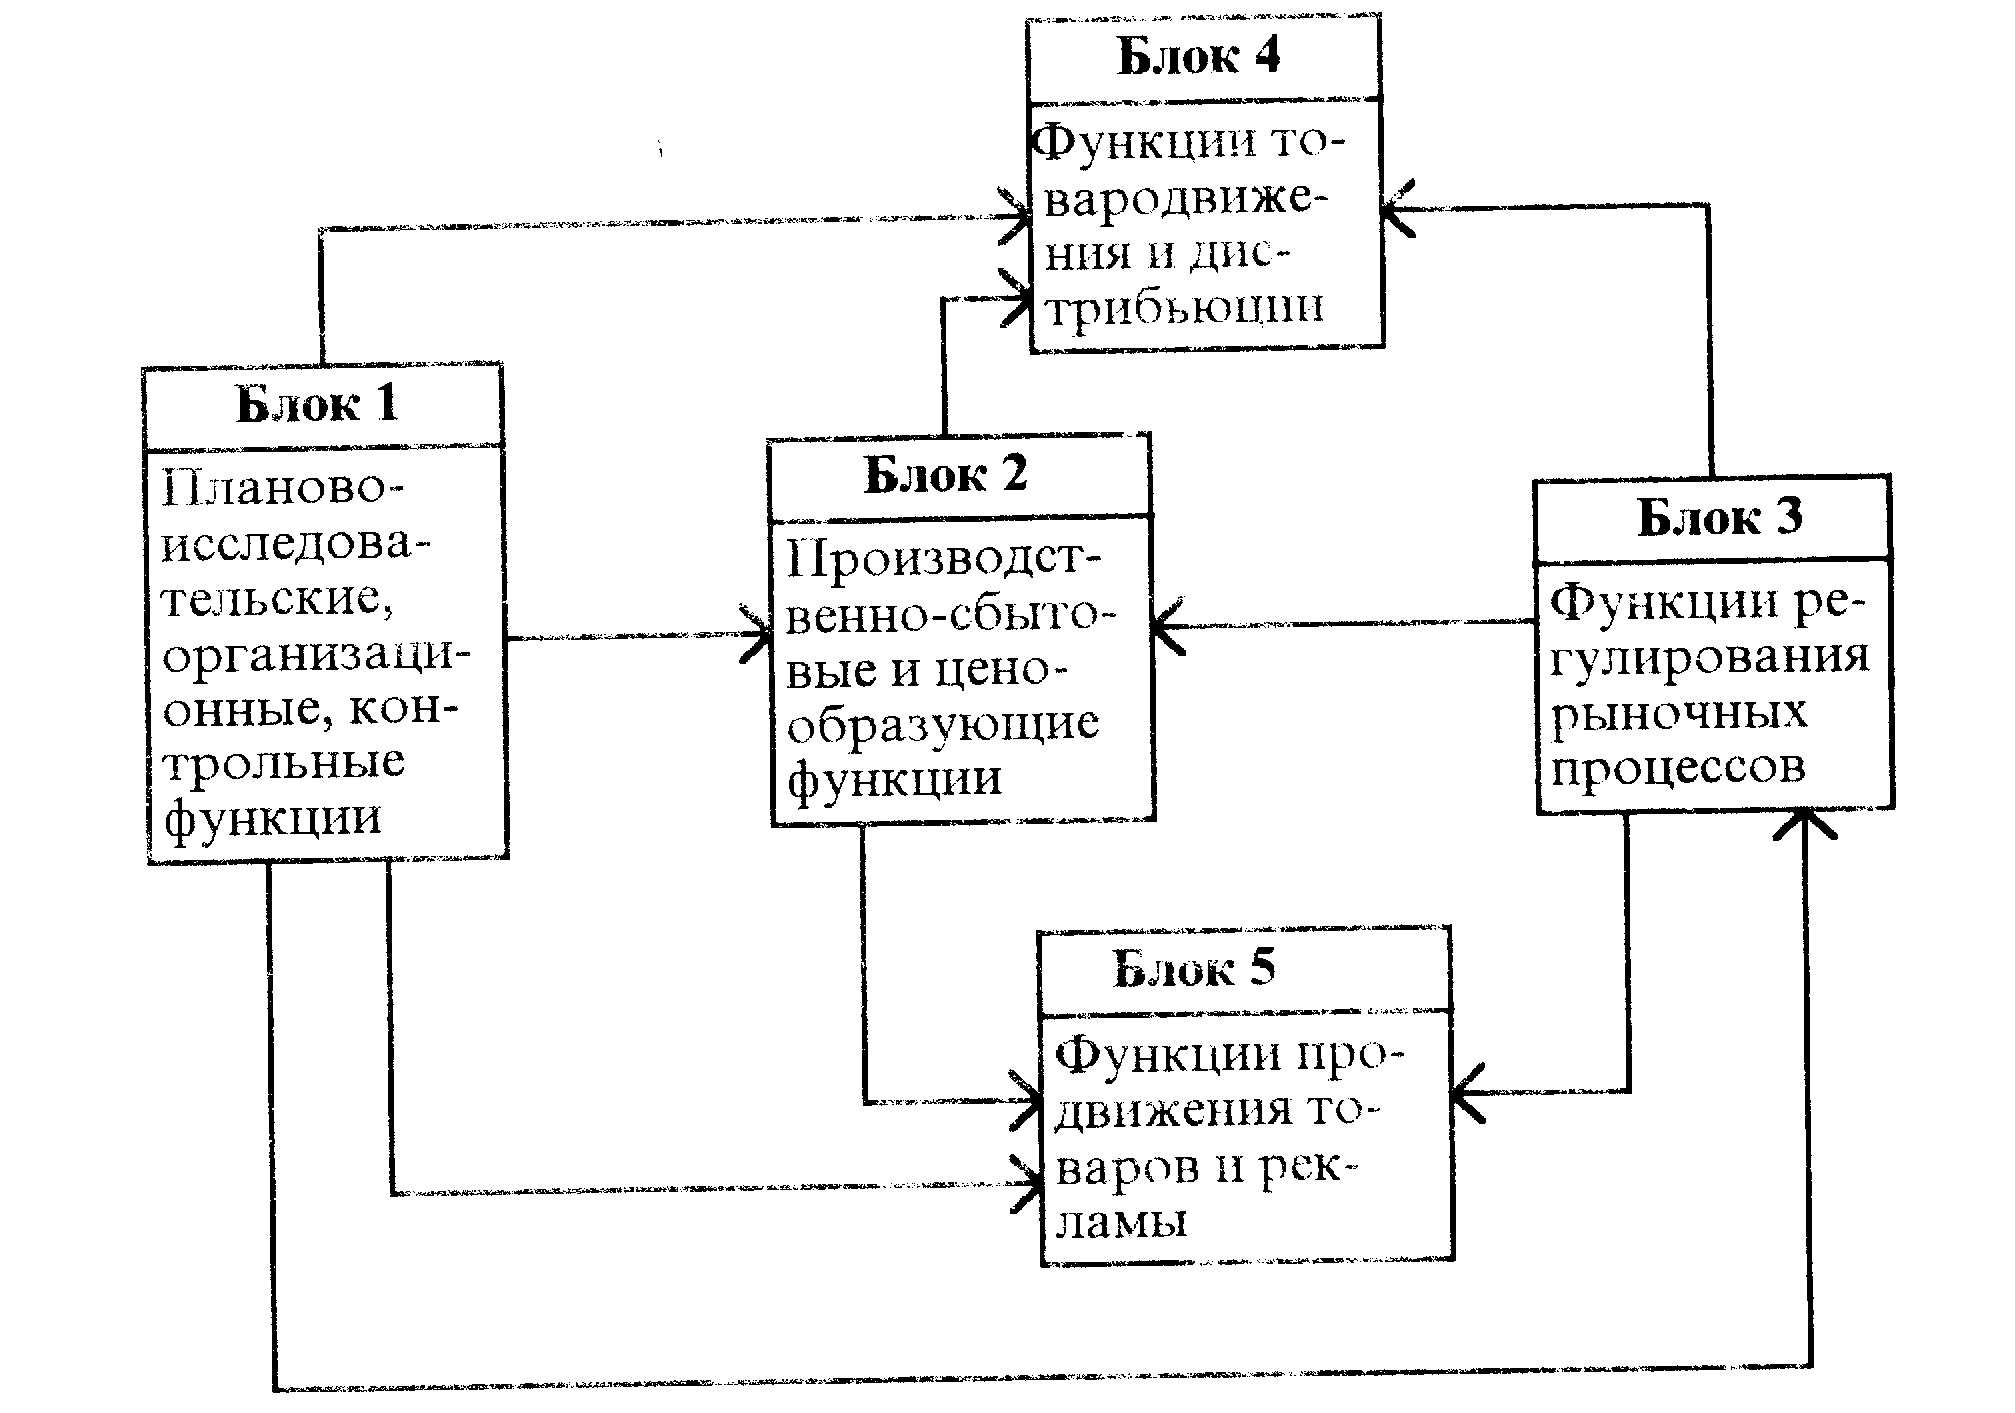 Блок 4
Функции то-
вародвиже-
ния и дис-
трибьюции
Блок 1
Планово-
исследова-
тельские,
организаци-
онные, кон-
трольные
функции
Блок 2
Производст-
венно-сбыто-
вые и цено-
образующие
функции
Блок 3
Функции ре-
гулирования
рыночных
процессов
Блок 5
Функции про-
движения то-
варов и рек-
ламы